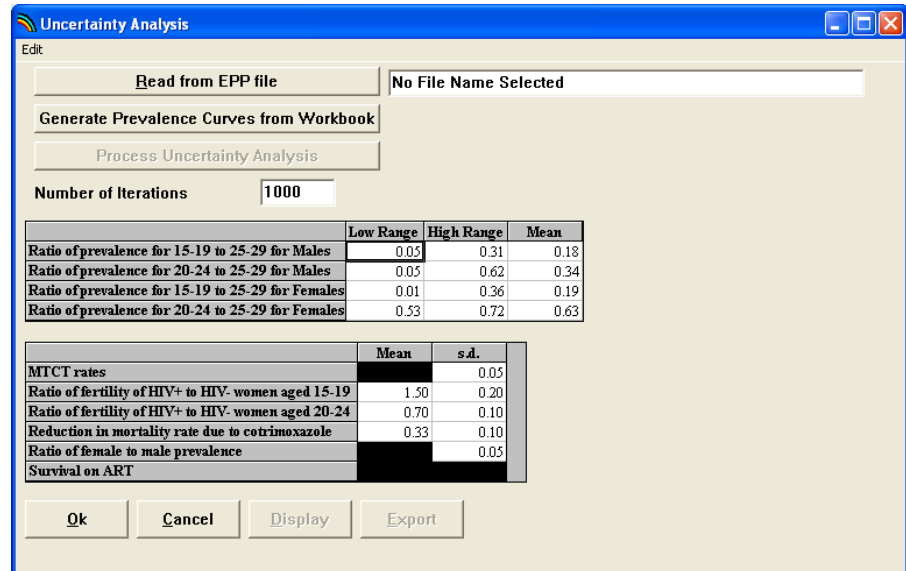 Uncertainty Analysis
Edit
Read from EPP file No File Name Selected
Generate Prevalence Curves from Workbook
Process Uncertainty Analysis
Number of Iterations 1000
Low Range High Range Mean
Ratio of prevalence for 15-19 to 25-29 for Males 0.05 0.31 0.18
Ratio of prevalence for 20-24 to 25-29 for Males 0.05 0.62 0.34
Ratio of prevalence for 15-19 to 25-29 for Females 0.01 0.36 0.19
Ratio of prevalence for 20-24 to 25-29 for Females 0.53 0.72 0.63
Mean s.d.
MTCT rates 0.05
Ratio of fertility of HIV+ to HIV- women aged 15-19 1.50 0.20
Ratio of fertility of HIV+ to HIV- women aged 20-24 0.70 0.10
Reduction in mortality rate due to cotrimoxazole 0.33 0.10
Ratio of female to male prevalence 0.05
Survival on ART
Ok Cancel Display Export